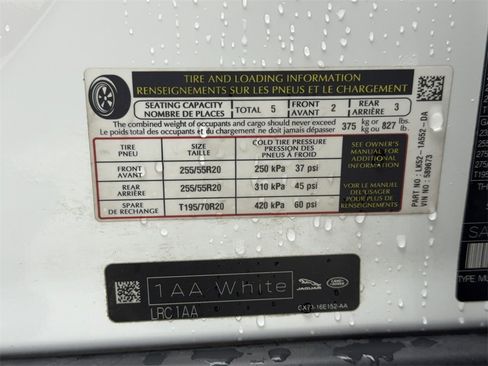 TIRE AND LOADING INFORMATION
RENSEIGNEMENTS SUR LES PNEUS ET LE CHARGEMENT
SEATING CAPACITY
NOMBRE DE PLACES
TOTAL 5
FRONT
AVANT
2
REAR
ARRIÈRE
3
The combined weight of occupants and cargo should never exceed
Le poids total des occupants et du chargement ne doit jamais dépasser
375 kg or kg ou 827 lbs. lb.
TIRE
PNEU
SIZE
TAILLE
COLD TIRE PRESSURE
PRESSION DES PNEUS À FROID
FRONT
AVANT
255/55R20
250 kPa 37 psi
REAR
ARRIÈRE
255/55R20
310 kPa 45 psi
SPARE
DE RECHANGE
T195/70R20
420 kPa 60 psi
SEE OWNER'S
MANUAL FOR
ADDITIONAL
INFORMATION
VOIR LE MANUEL
DE L'USAGER
POUR PLUS DE
RENSEIGNEMENTS
PART NO - LK52-1A552-DA
VIN - 589673
1AA White
LRC1AA
JAGUAR
LAND ROVER
TYPE: MU